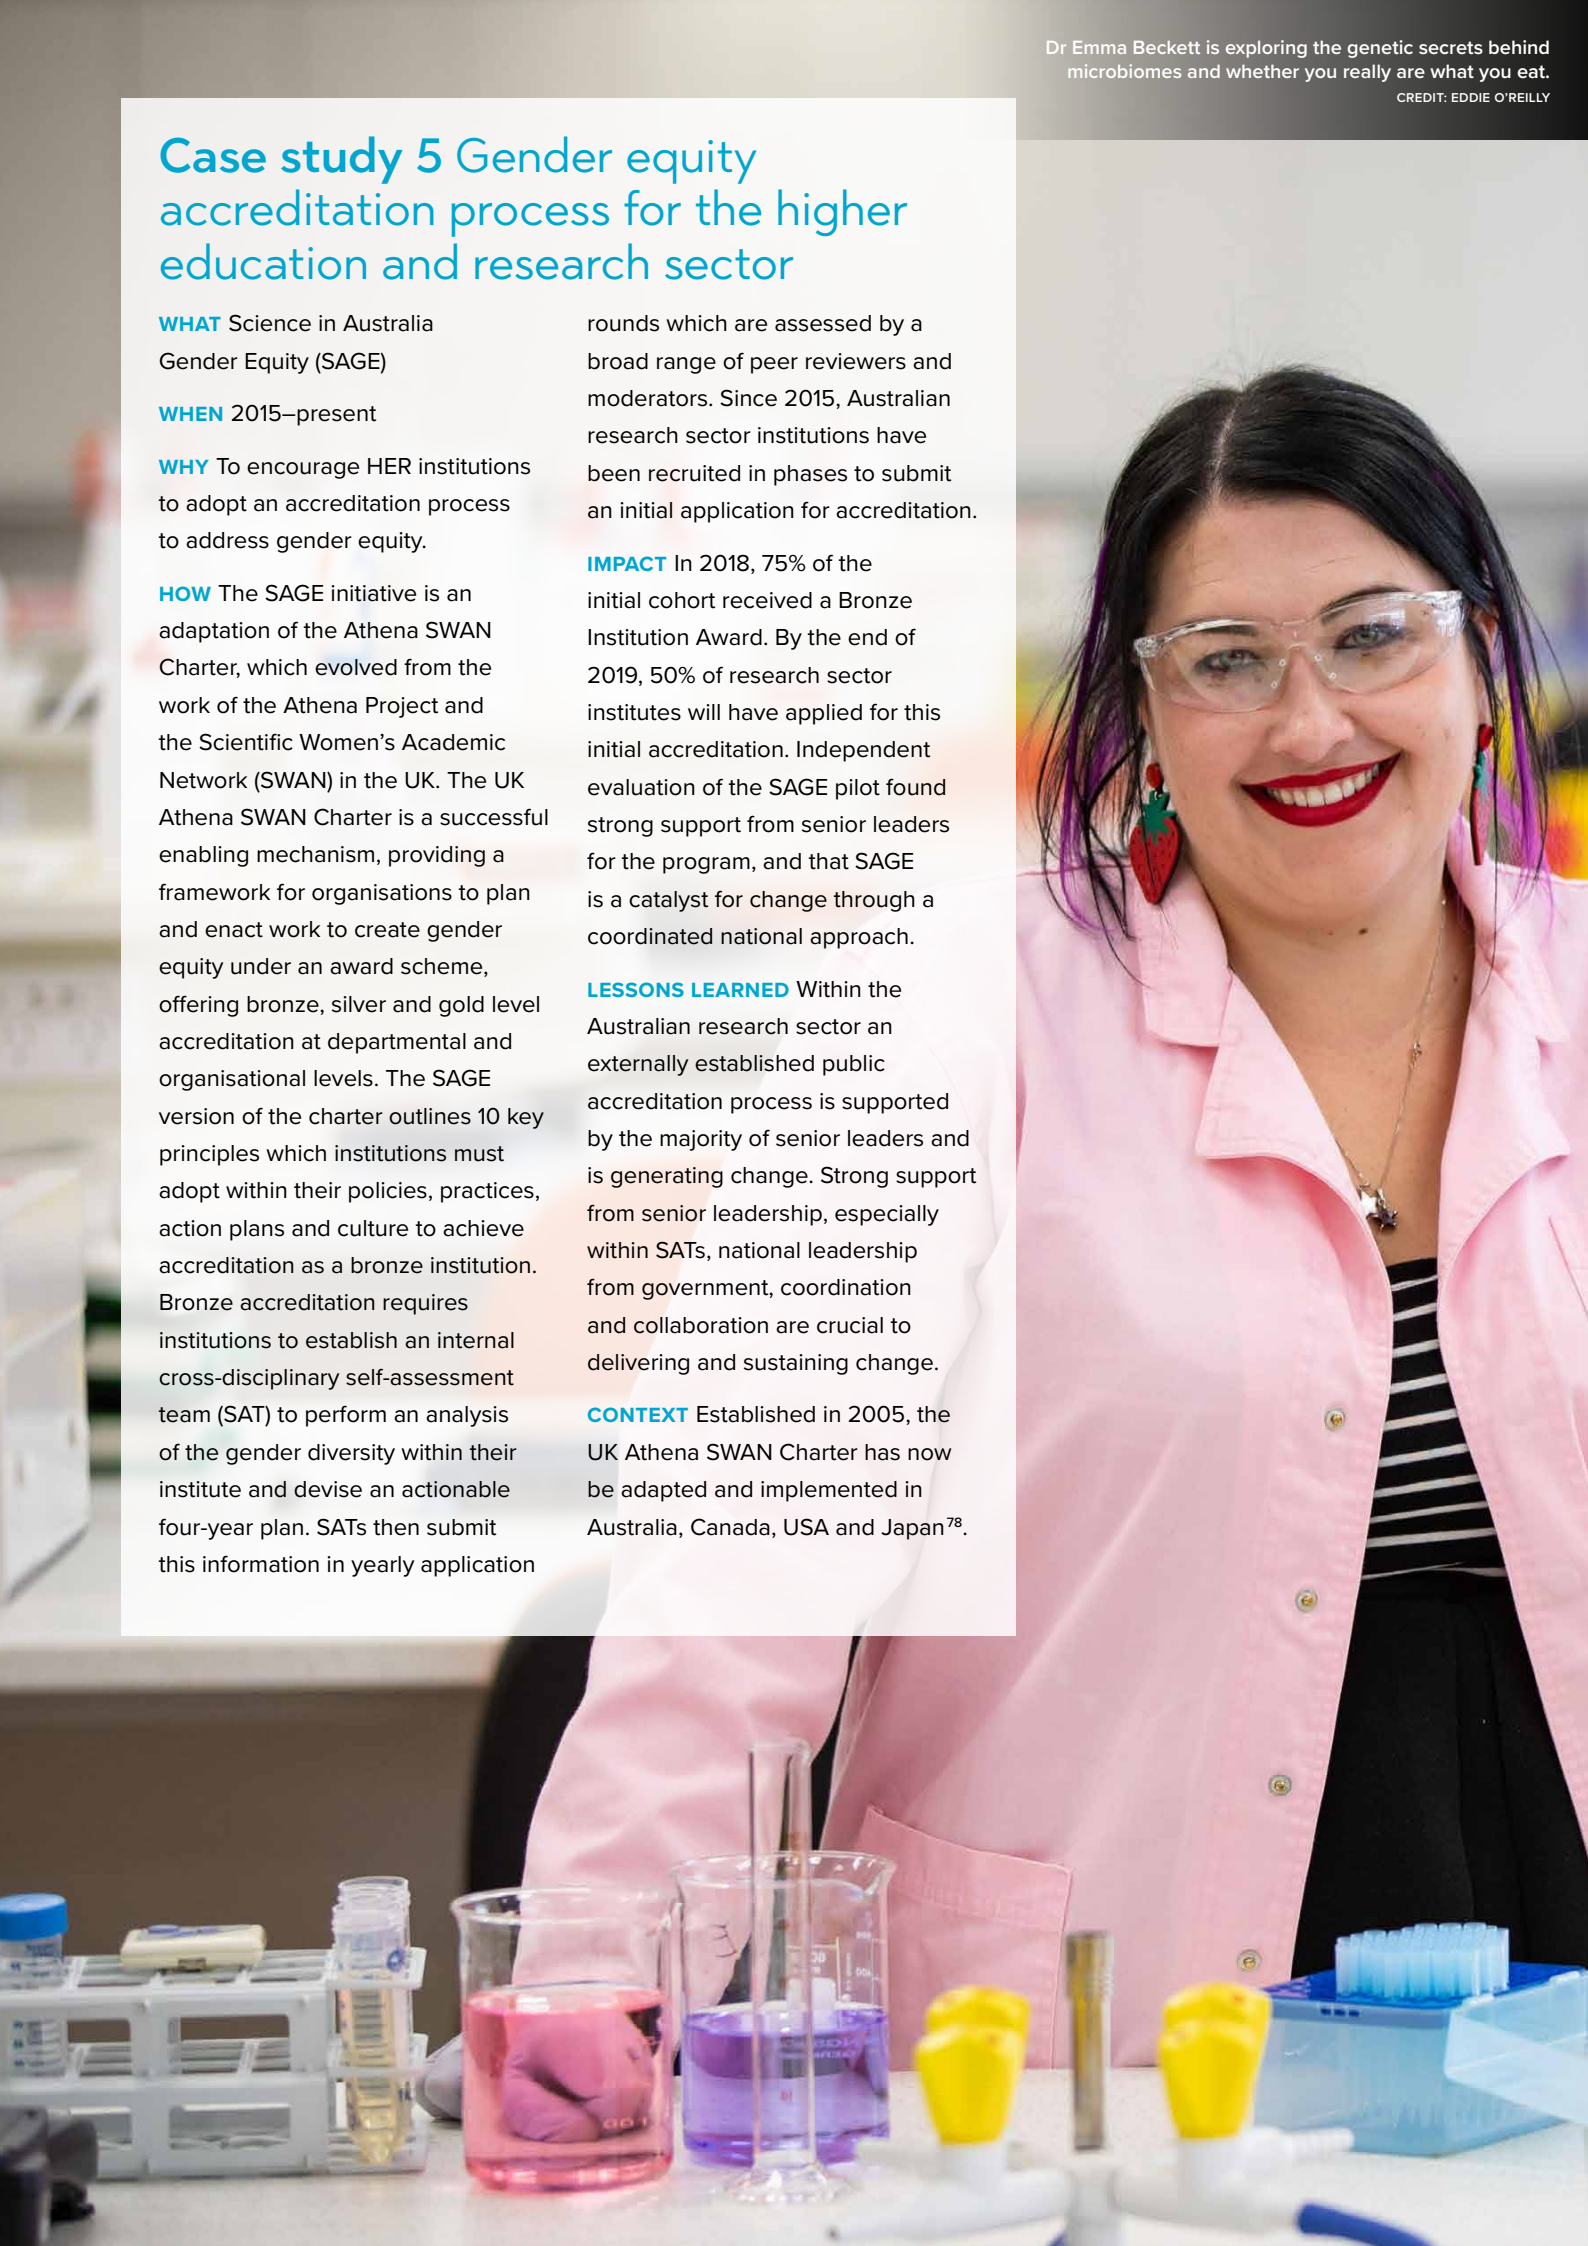 Dr Emma Beckett is exploring the genetic secrets behind
microbiomes and whether you really are what you eat.
CREDIT: EDDIE O'REILLY
Case study 5 Gender equity
accreditation process for the higher
education and research sector
WHAT Science in Australia
Gender Equity (SAGE)
WHEN 2015–present
WHY To encourage HER institutions
to adopt an accreditation process
to address gender equity.
HOW The SAGE initiative is an
adaptation of the Athena SWAN
Charter, which evolved from the
work of the Athena Project and
the Scientific Women's Academic
Network (SWAN) in the UK. The UK
Athena SWAN Charter is a successful
enabling mechanism, providing a
framework for organisations to plan
and enact work to create gender
equity under an award scheme,
offering bronze, silver and gold level
accreditation at departmental and
organisational levels. The SAGE
version of the charter outlines 10 key
principles which institutions must
adopt within their policies, practices,
action plans and culture to achieve
accreditation as a bronze institution.
Bronze accreditation requires
institutions to establish an internal
cross-disciplinary self-assessment
team (SAT) to perform an analysis
of the gender diversity within their
institute and devise an actionable
four-year plan. SATs then submit
this information in yearly application
rounds which are assessed by a
broad range of peer reviewers and
moderators. Since 2015, Australian
research sector institutions have
been recruited in phases to submit
an initial application for accreditation.
IMPACT In 2018, 75% of the
initial cohort received a Bronze
Institution Award. By the end of
2019, 50% of research sector
institutes will have applied for this
initial accreditation. Independent
evaluation of the SAGE pilot found
strong support from senior leaders
for the program, and that SAGE
is a catalyst for change through a
coordinated national approach.
LESSONS LEARNED Within the
Australian research sector an
externally established public
accreditation process is supported
by the majority of senior leaders and
is generating change. Strong support
from senior leadership, especially
within SATs, national leadership
from government, coordination
and collaboration are crucial to
delivering and sustaining change.
CONTEXT Established in 2005, the
UK Athena SWAN Charter has now
be adapted and implemented in
Australia, Canada, USA and Japan⁷⁸.